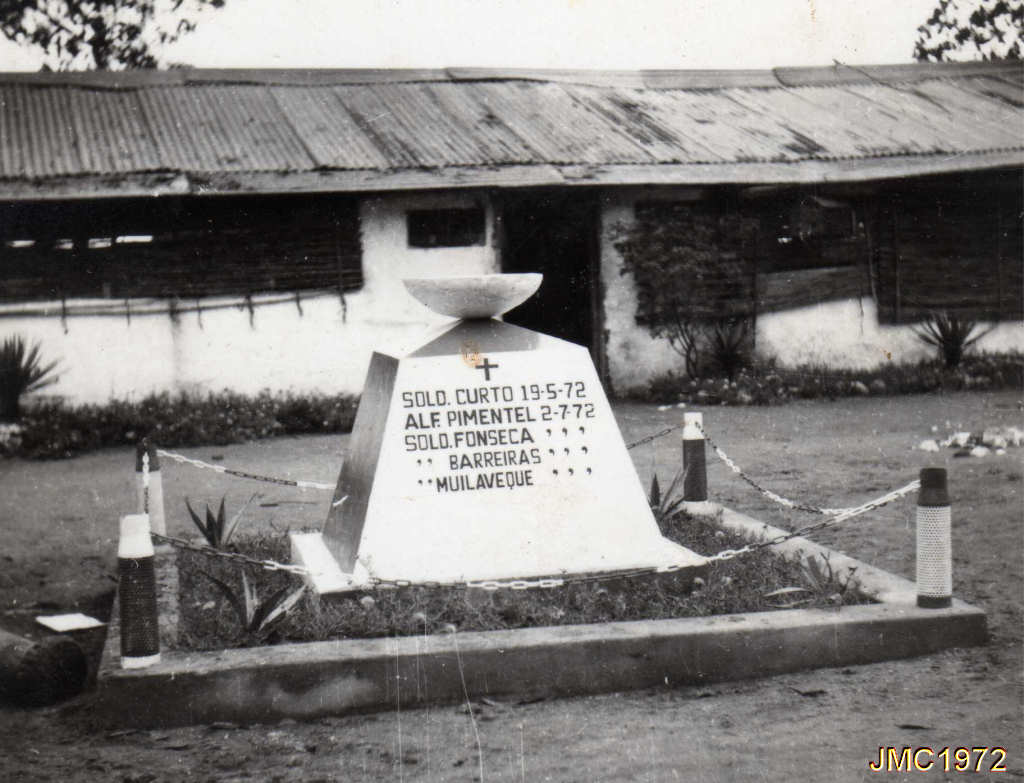 SOLD. CURTO 19-5-72
ALF. PIMENTEL 2-7-72
SOLD. FONSECA , , ,
,, BARREIRAS , , ,
,, MUILAVEQUE , , ,
JMC1972